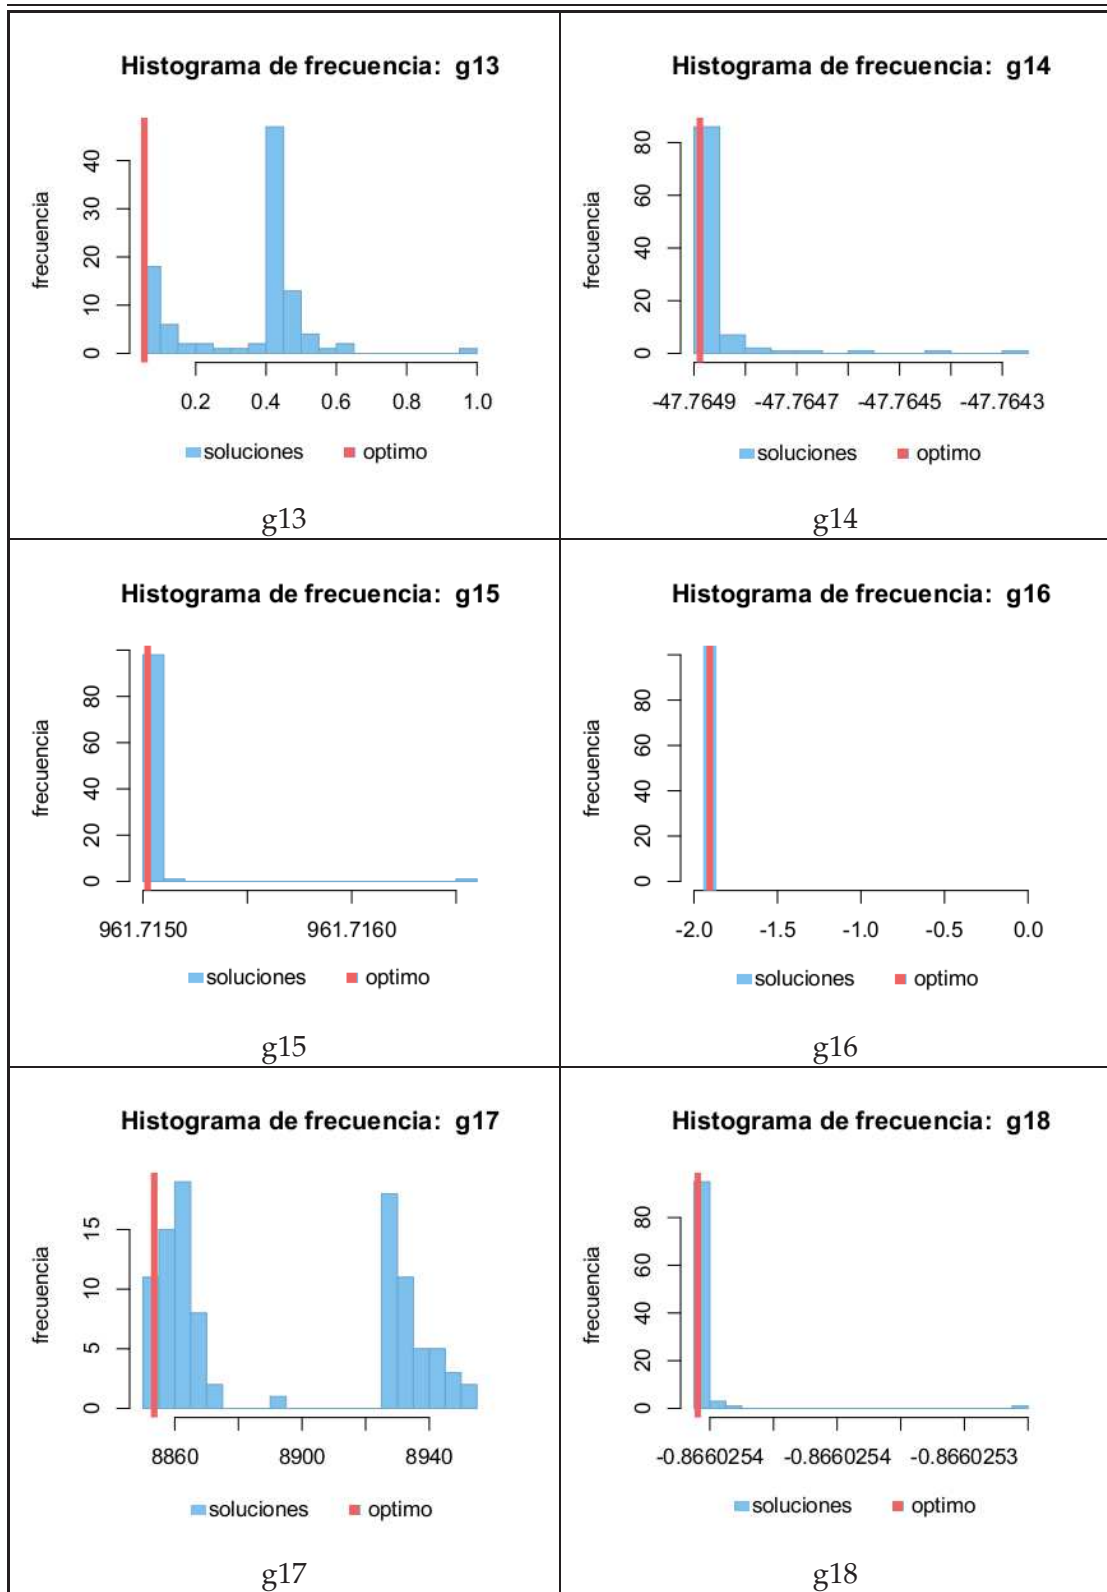 Histograma de frecuencia: g13
frecuencia
0 10 20 30 40
0.2 0.4 0.6 0.8 1.0
soluciones optimo
g13
Histograma de frecuencia: g14
frecuencia
0 20 40 60 80
-47.7649 -47.7647 -47.7645 -47.7643
soluciones optimo
g14
Histograma de frecuencia: g15
frecuencia
0 20 40 60 80
961.7150 961.7160
soluciones optimo
g15
Histograma de frecuencia: g16
frecuencia
0 20 40 60 80
-2.0 -1.5 -1.0 -0.5 0.0
soluciones optimo
g16
Histograma de frecuencia: g17
frecuencia
0 5 10 15
8860 8900 8940
soluciones optimo
g17
Histograma de frecuencia: g18
frecuencia
0 20 40 60 80
-0.8660254 -0.8660254 -0.8660253
soluciones optimo
g18